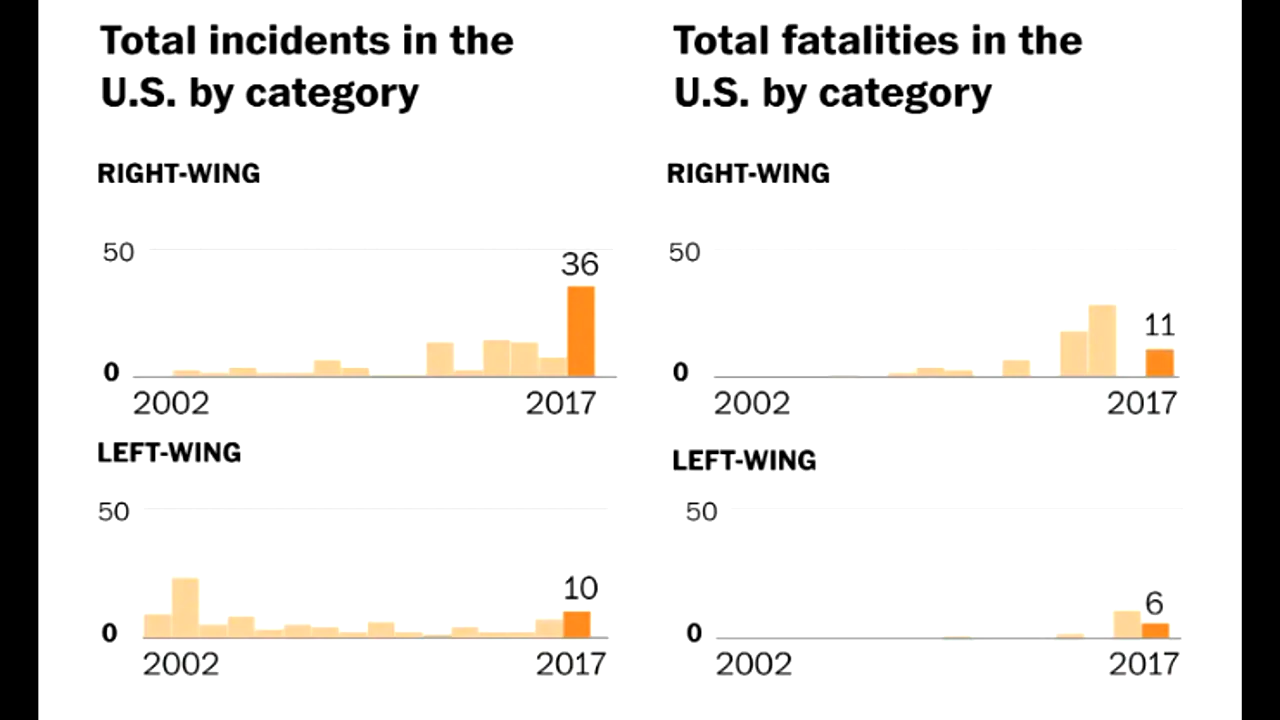 Total incidents in the
U.S. by category
RIGHT-WING
50
36
0
2002 2017
LEFT-WING
50
10
0
2002 2017
Total fatalities in the
U.S. by category
RIGHT-WING
50
11
0
2002 2017
LEFT-WING
50
6
0
2002 2017